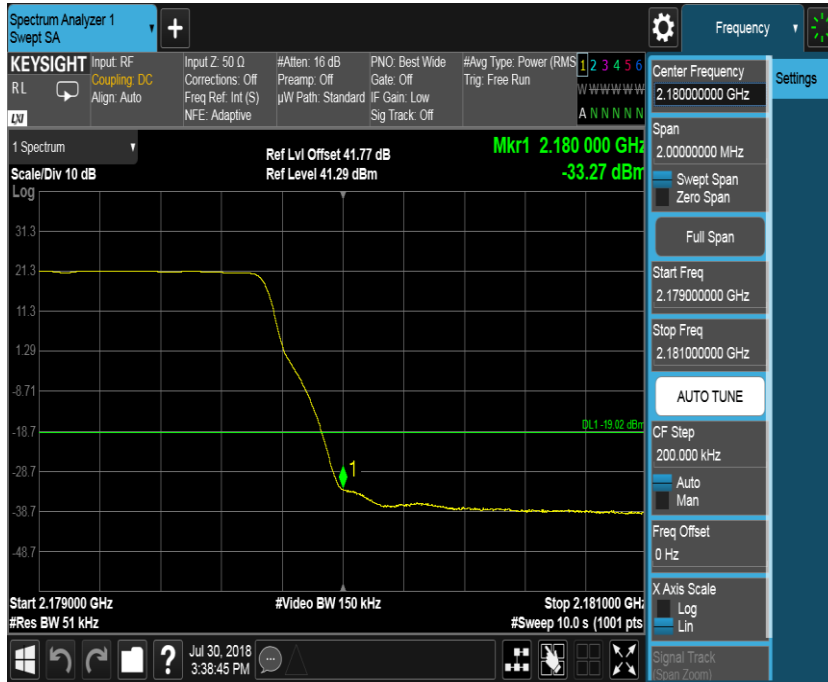 Spectrum Analyzer 1
Swept SA
+
Frequency
KEYSIGHT
RL
LXI
Input: RF
Coupling: DC
Align: Auto
Input Z: 50 Ω
Corrections: Off
Freq Ref: Int (S)
NFE: Adaptive
#Atten: 16 dB
Preamp: Off
µW Path: Standard
PNO: Best Wide
Gate: Off
IF Gain: Low
Sig Track: Off
#Avg Type: Power (RMS
Trig: Free Run
1 2 3 4 5 6
W W W W W W
A N N N N N
Center Frequency
2.180000000 GHz
Settings
Span
2.00000000 MHz
Swept Span
Zero Span
Full Span
Start Freq
2.179000000 GHz
Stop Freq
2.181000000 GHz
AUTO TUNE
CF Step
200.000 kHz
Auto
Man
Freq Offset
0 Hz
X Axis Scale
Log
Lin
Signal Track
(Span Zoom)
1 Spectrum
Scale/Div 10 dB
Log
Ref Lvl Offset 41.77 dB
Ref Level 41.29 dBm
Mkr1 2.180 000 GHz
-33.27 dBm
31.3
21.3
11.3
1.29
-8.71
-18.7
-28.7
-38.7
-48.7
DL1 -19.02 dBm
1
Start 2.179000 GHz
#Res BW 51 kHz
#Video BW 150 kHz
Stop 2.181000 GHz
#Sweep 10.0 s (1001 pts
?
Jul 30, 2018
3:38:45 PM